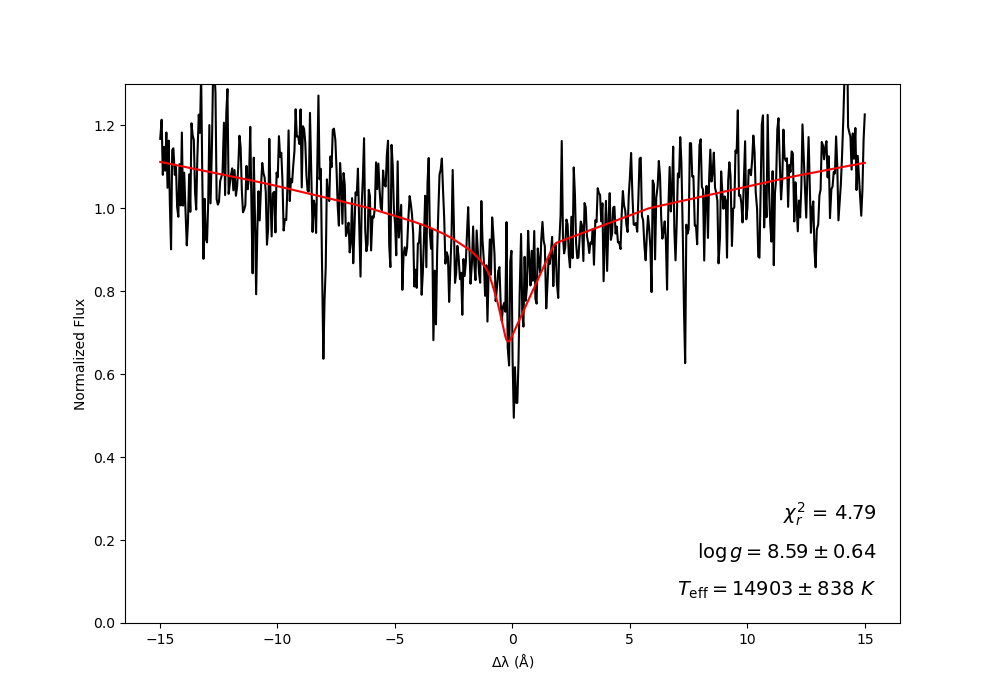 1.2
1.0
0.8
0.6
0.4
0.2
0.0
Normalized Flux
χ²ᵣ = 4.79
log g = 8.59 ± 0.64
T_eff = 14903 ± 838 K
−15 −10 −5 0 5 10 15
Δλ (Å)